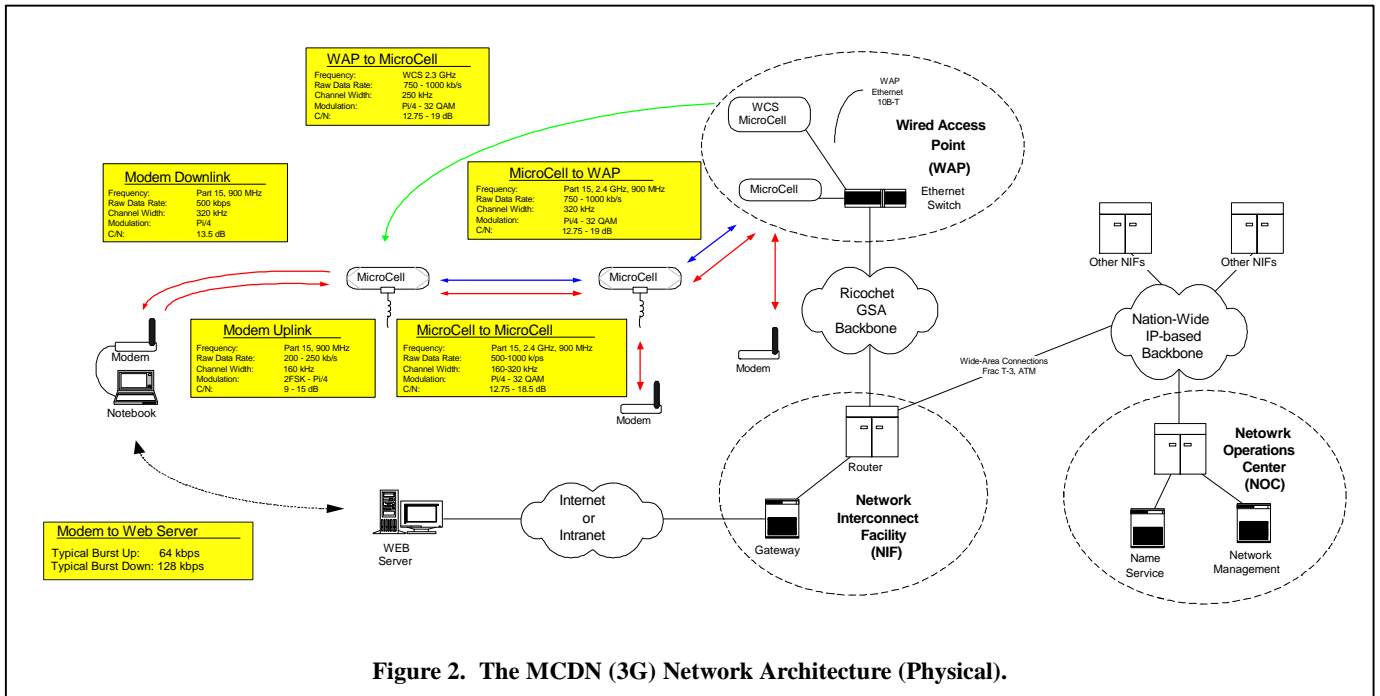 WAP to MicroCell
Frequency: WCS 2.3 GHz
Raw Data Rate: 750 - 1000 kb/s
Channel Width: 250 kHz
Modulation: Pi/4 - 32 QAM
C/N: 12.75 - 19 dB
WCS
MicroCell
WAP
Ethernet
10B-T
Wired Access
Point
(WAP)
MicroCell
Ethernet
Switch
Modem Downlink
Frequency: Part 15, 900 MHz
Raw Data Rate: 500 kbps
Channel Width: 320 kHz
Modulation: Pi/4
C/N: 13.5 dB
MicroCell to WAP
Frequency: Part 15, 2.4 GHz, 900 MHz
Raw Data Rate: 750 - 1000 kb/s
Channel Width: 320 kHz
Modulation: Pi/4 - 32 QAM
C/N: 12.75 - 19 dB
MicroCell
MicroCell
Other NIFs
Other NIFs
Ricochet
GSA
Backbone
Nation-Wide
IP-based
Backbone
Wide-Area Connections
Frac T-3, ATM
Modem
Notebook
Modem Uplink
Frequency: Part 15, 900 MHz
Raw Data Rate: 200 - 250 kb/s
Channel Width: 160 kHz
Modulation: 2FSK - Pi/4
C/N: 9 - 15 dB
MicroCell to MicroCell
Frequency: Part 15, 2.4 GHz, 900 MHz
Raw Data Rate: 500-1000 k/ps
Channel Width: 160-320 kHz
Modulation: Pi/4 - 32 QAM
C/N: 12.75 - 18.5 dB
Modem
Modem
Router
Network
Interconnect
Facility
(NIF)
Gateway
Netowrk
Operations
Center
(NOC)
Name
Service
Network
Management
Internet
or
Intranet
WEB
Server
Modem to Web Server
Typical Burst Up: 64 kbps
Typical Burst Down: 128 kbps
Figure 2. The MCDN (3G) Network Architecture (Physical).